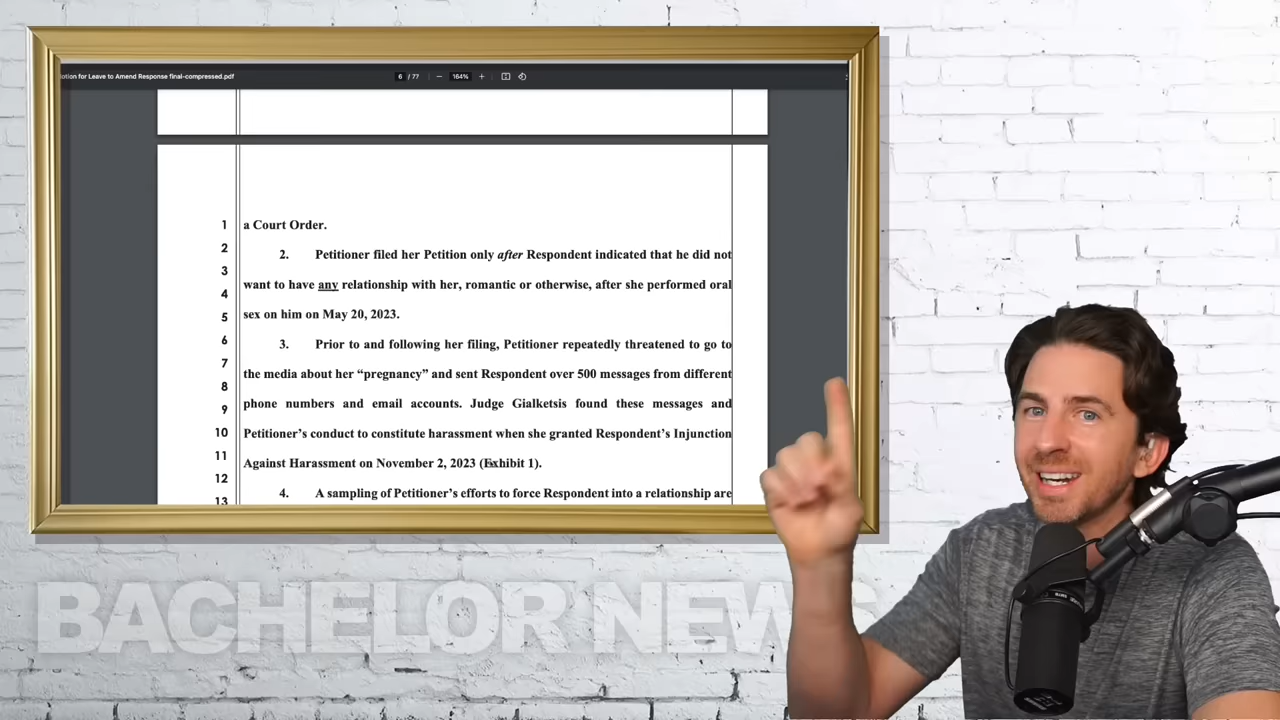 otion for Leave to Amend Response final-compressed.pdf 6 / 77 — 164% +
1 a Court Order.
2 2. Petitioner filed her Petition only after Respondent indicated that he did not
3
4 want to have any relationship with her, romantic or otherwise, after she performed oral
5 sex on him on May 20, 2023.
6 3. Prior to and following her filing, Petitioner repeatedly threatened to go to
7 the media about her “pregnancy” and sent Respondent over 500 messages from different
8
9 phone numbers and email accounts. Judge Gialketsis found these messages and
10 Petitioner’s conduct to constitute harassment when she granted Respondent’s Injunction
11 Against Harassment on November 2, 2023 (Exhibit 1).
12
13 4. A sampling of Petitioner’s efforts to force Respondent into a relationship are
BACHELOR NEWS